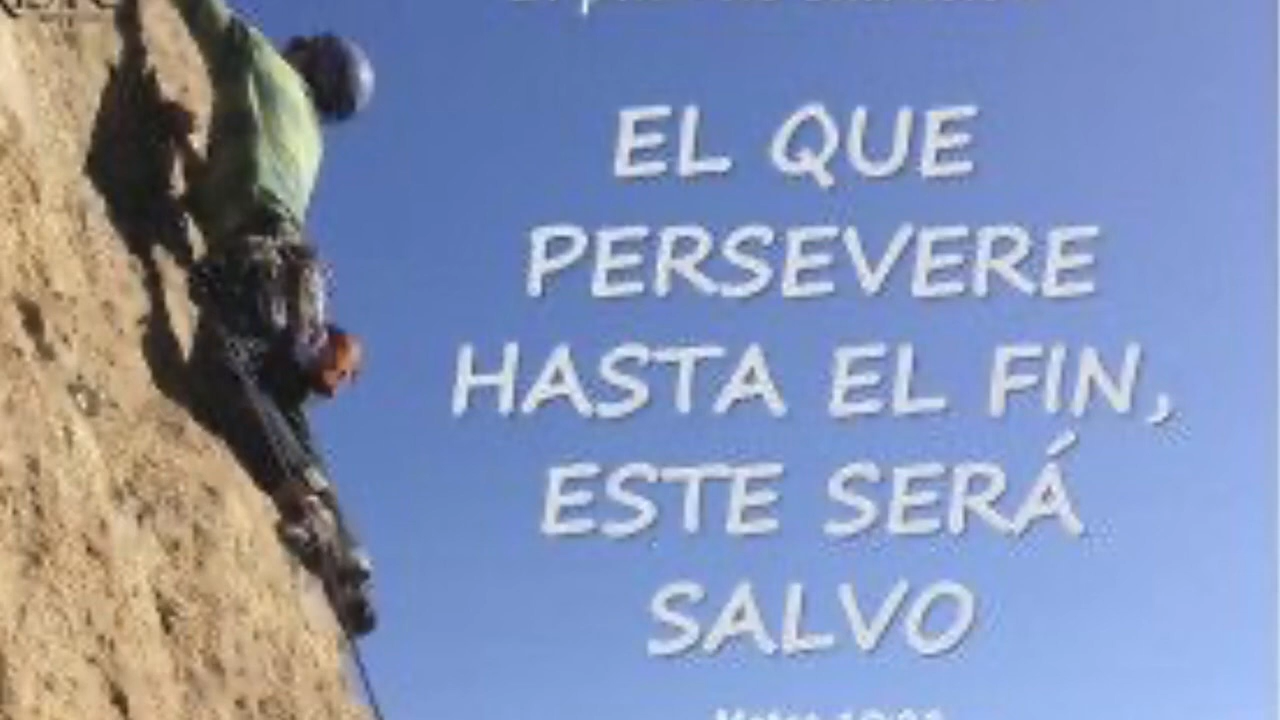 EL QUE
PERSEVERE
HASTA EL FIN,
ESTE SERÁ
SALVO